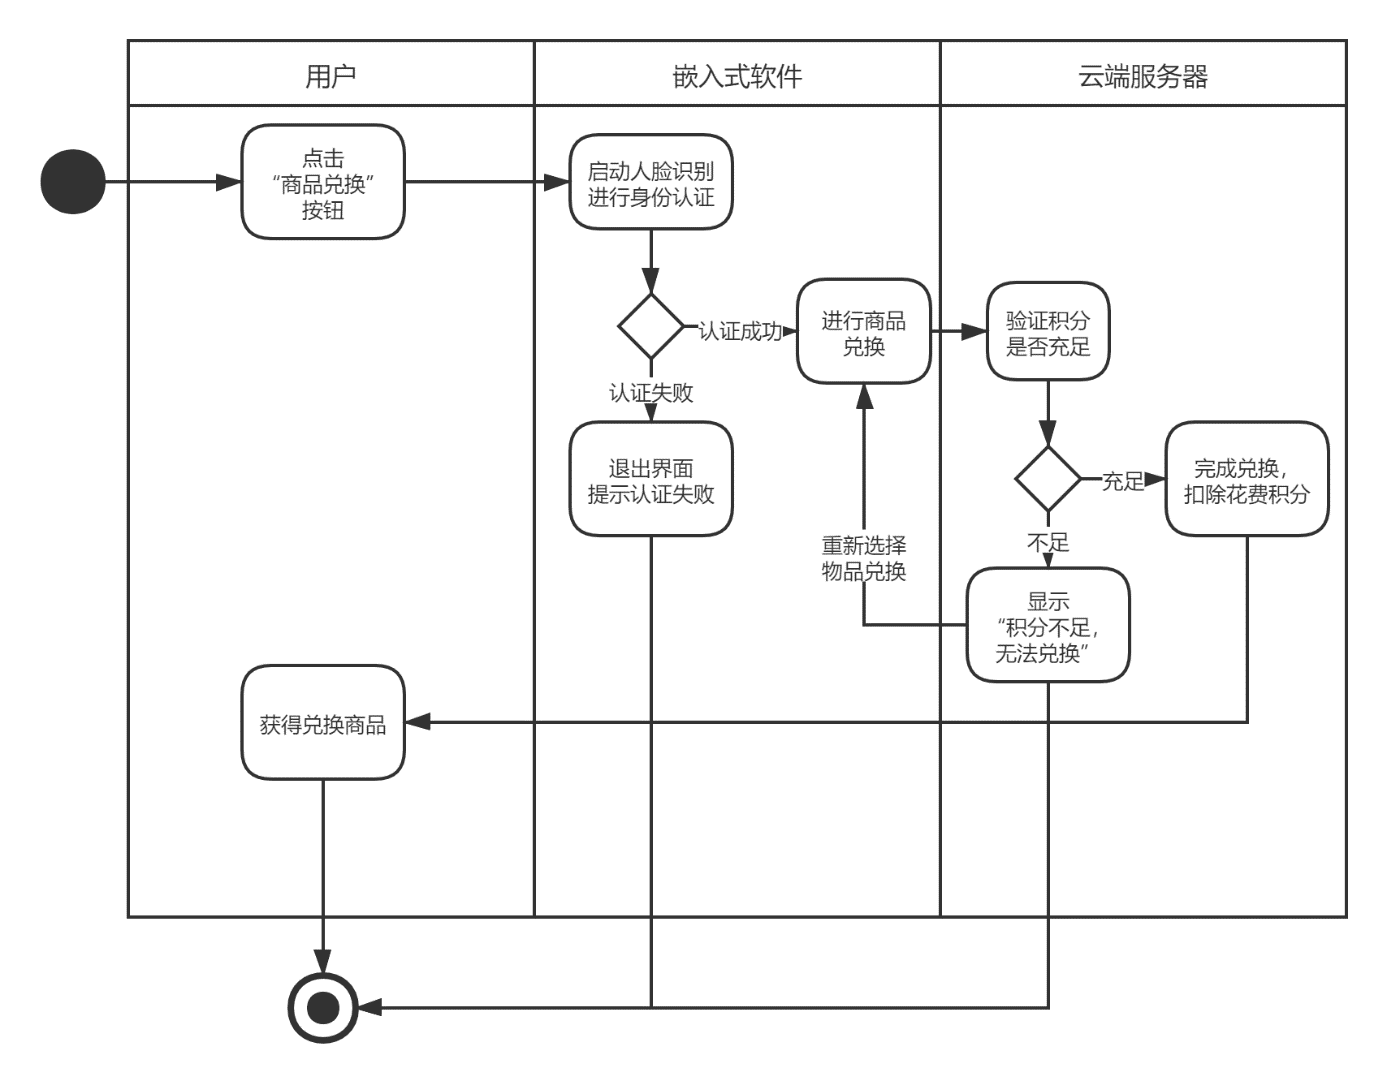 用户
嵌入式软件
云端服务器
点击
“商品兑换”
按钮
启动人脸识别
进行身份认证
认证成功
进行商品
兑换
验证积分
是否充足
认证失败
退出界面
提示认证失败
充足
完成兑换，
扣除花费积分
不足
重新选择
物品兑换
显示
“积分不足，
无法兑换”
获得兑换商品